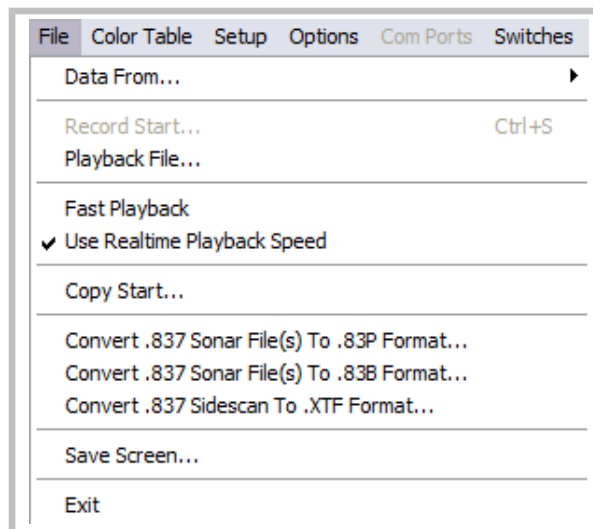 File Color Table Setup Options Com Ports Switches
Data From...
Record Start... Ctrl+S
Playback File...
Fast Playback
Use Realtime Playback Speed
Copy Start...
Convert .837 Sonar File(s) To .83P Format...
Convert .837 Sonar File(s) To .83B Format...
Convert .837 Sidescan To .XTF Format...
Save Screen...
Exit